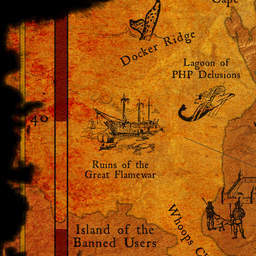 Cape
Docker Ridge
Lagoon of
PHP Delusions
40
Ruins of the
Great Flamewar
Island of the
Banned Users
Whoops